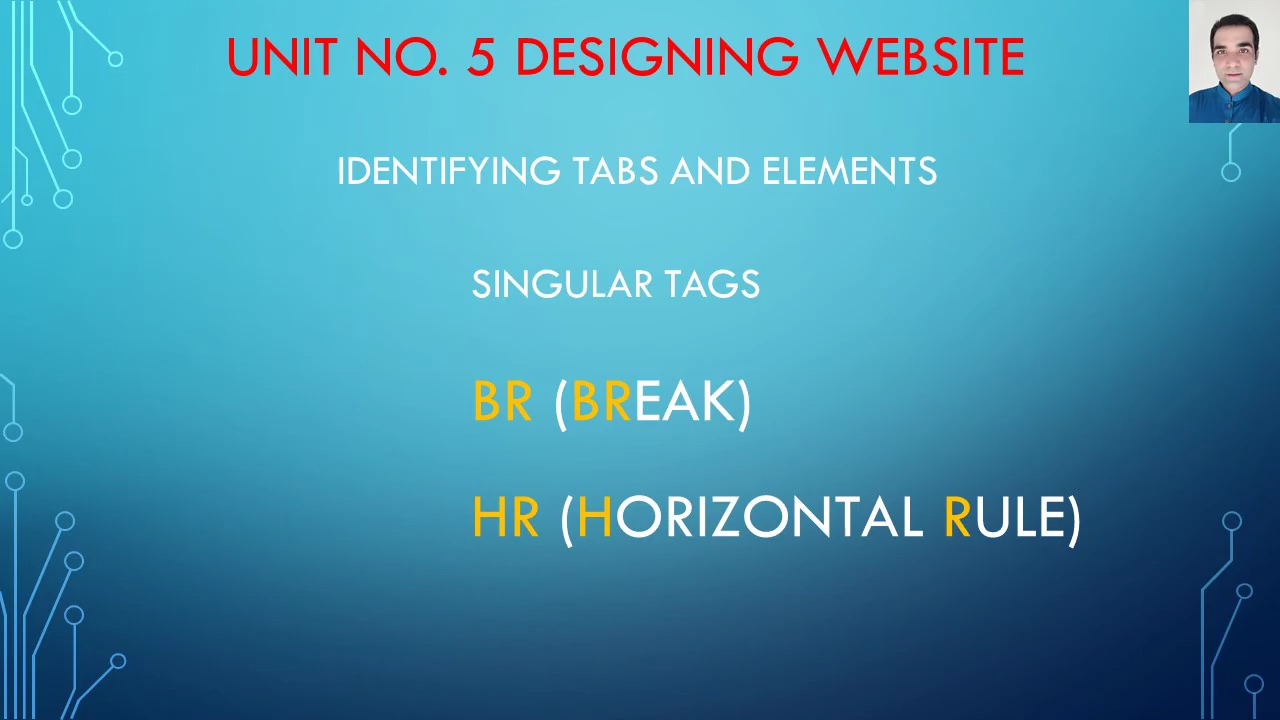 UNIT NO. 5 DESIGNING WEBSITE
IDENTIFYING TABS AND ELEMENTS
SINGULAR TAGS
BR (BREAK)
HR (HORIZONTAL RULE)